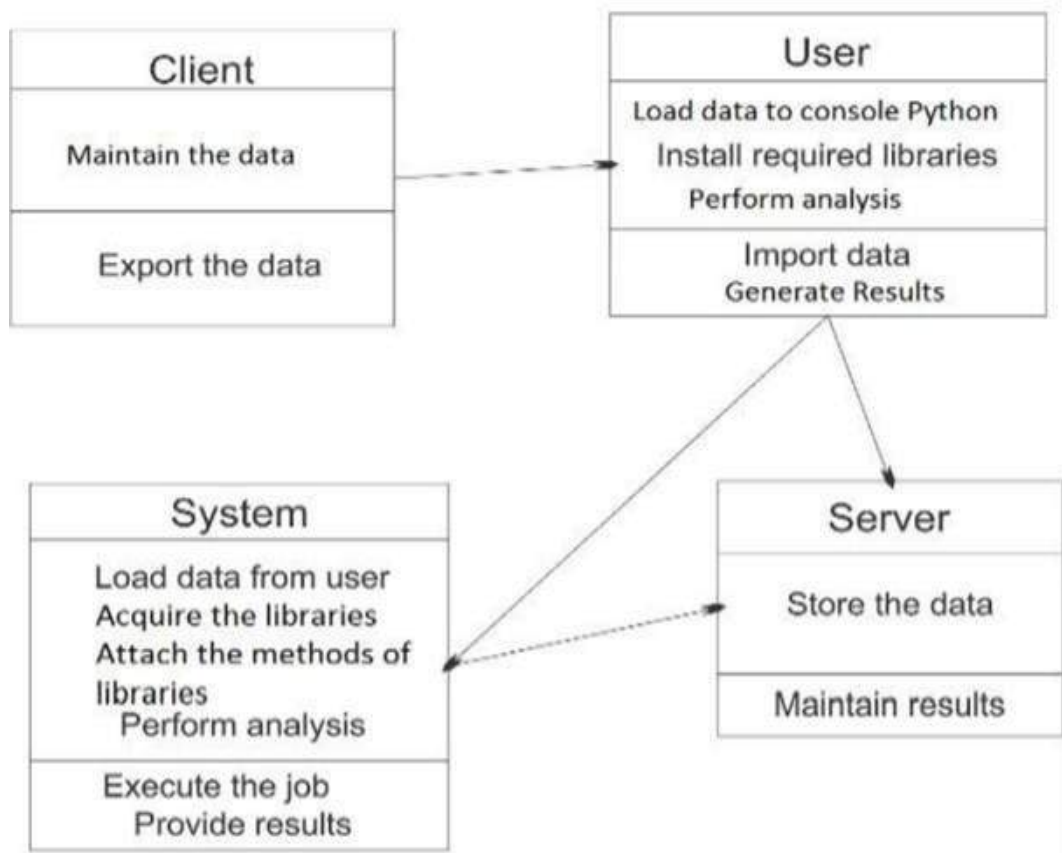 Client
Maintain the data
Export the data
User
Load data to console Python
Install required libraries
Perform analysis
Import data
Generate Results
System
Load data from user
Acquire the libraries
Attach the methods of
libraries
Perform analysis
Execute the job
Provide results
Server
Store the data
Maintain results